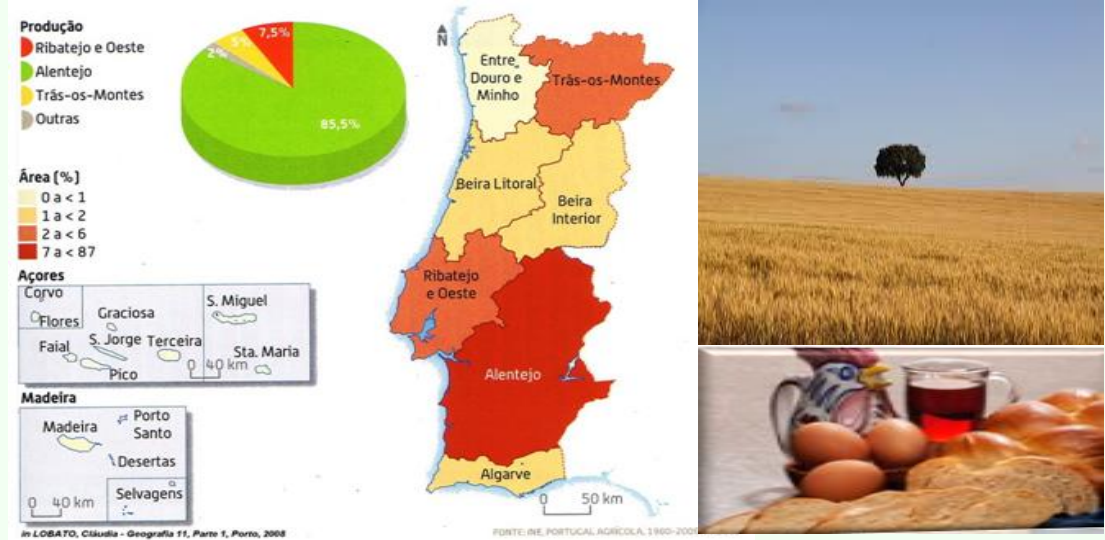 Produção
Ribatejo e Oeste
Alentejo
Trás-os-Montes
Outras
7,5%
5%
2%
85,5%
Área (%)
0 a < 1
1 a < 2
2 a < 6
7 a < 87
N
Entre
Douro e
Minho
Trás-os-Montes
Beira Litoral
Beira
Interior
Ribatejo
e Oeste
Alentejo
Algarve
0 50 km
Açores
Corvo
Flores
Graciosa
S. Miguel
Faial
S. Jorge
Terceira
Pico
0 40 km
Sta. Maria
Madeira
Madeira
Porto
Santo
Desertas
Selvagens
0 40 km
in LOBATO, Cláudia - Geografia 11, Parte 1, Porto, 2008
FONTE: INE, PORTUGAL AGRÍCOLA, 1980-200